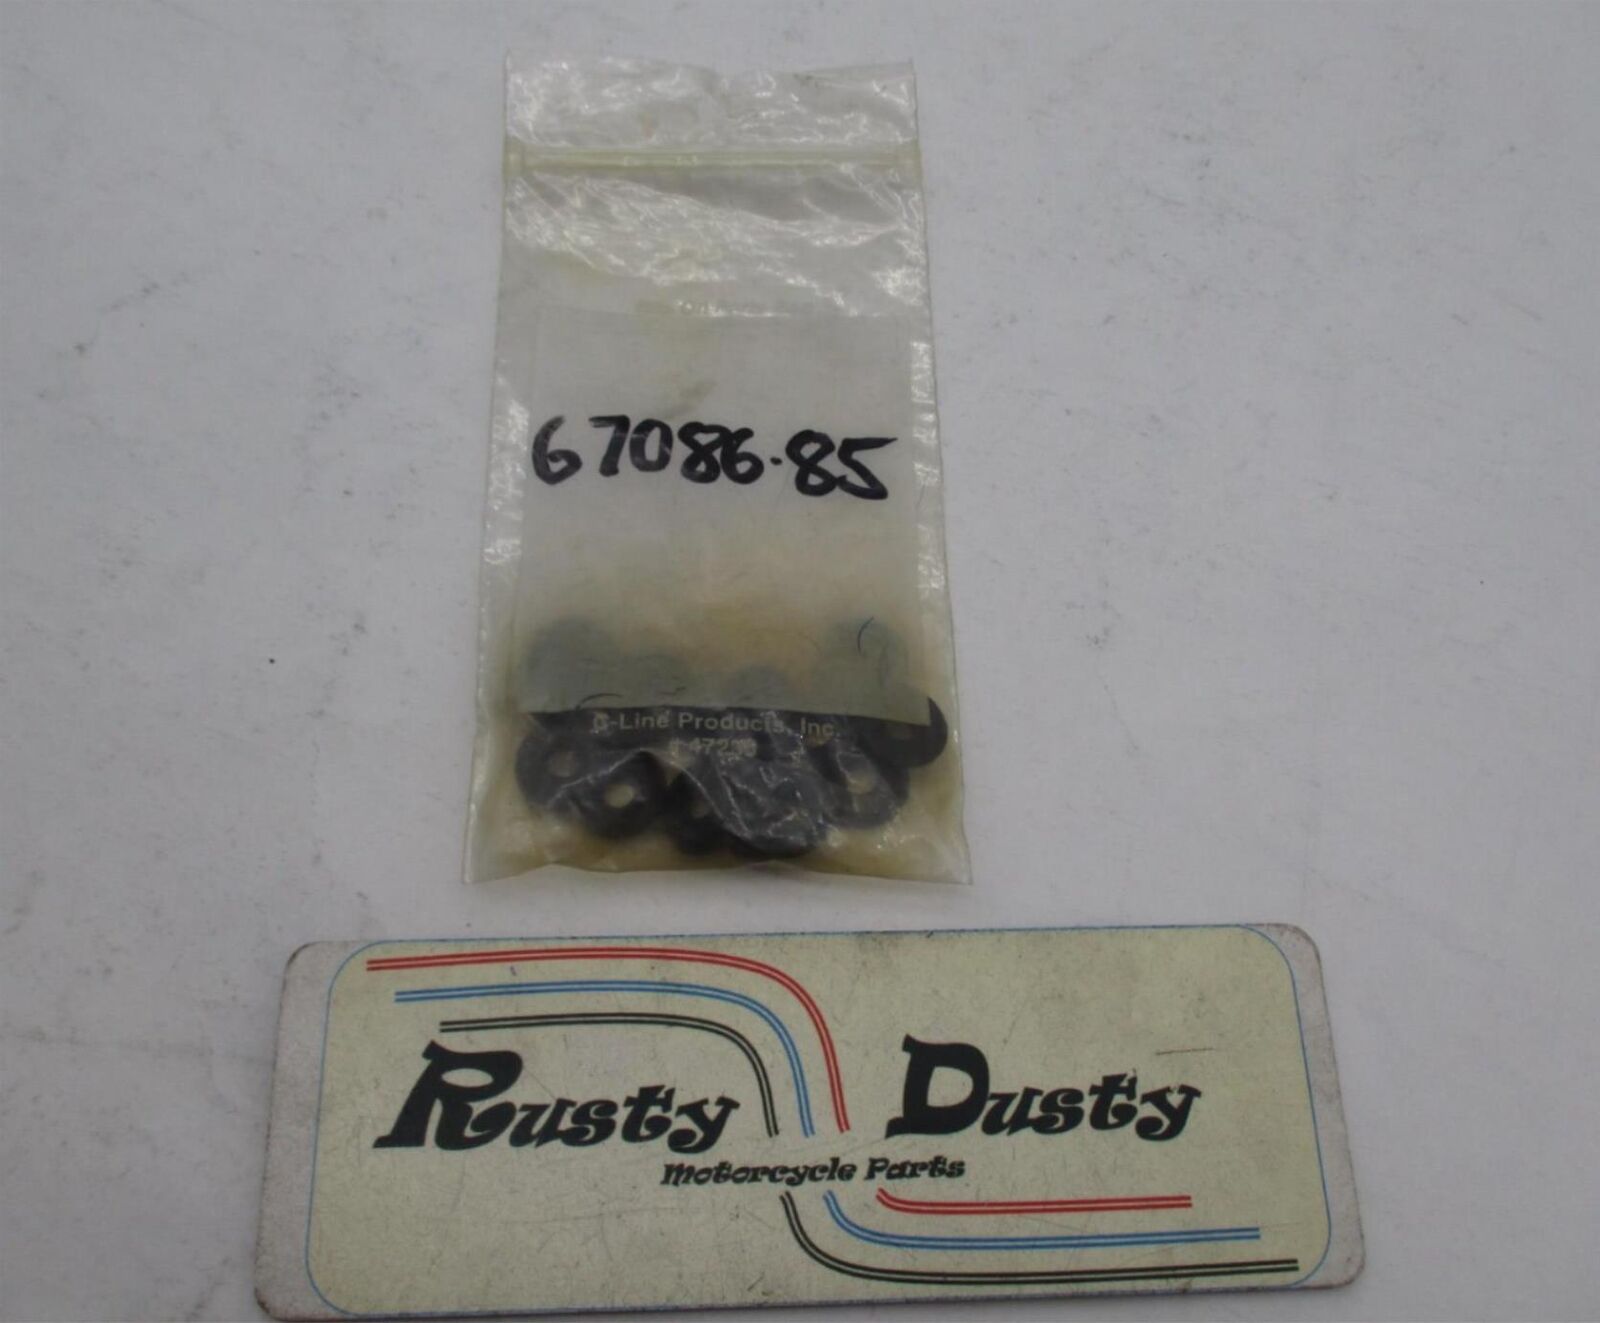 67086-85
C-Line Products, Inc.
Rusty Dusty
Motorcycle Parts